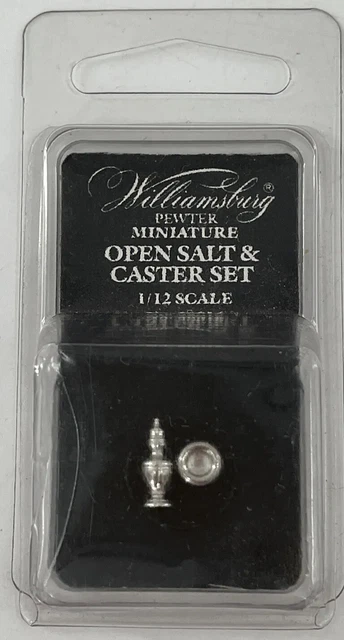 Williamsburg®
PEWTER
MINIATURE
OPEN SALT &
CASTER SET
1/12 SCALE